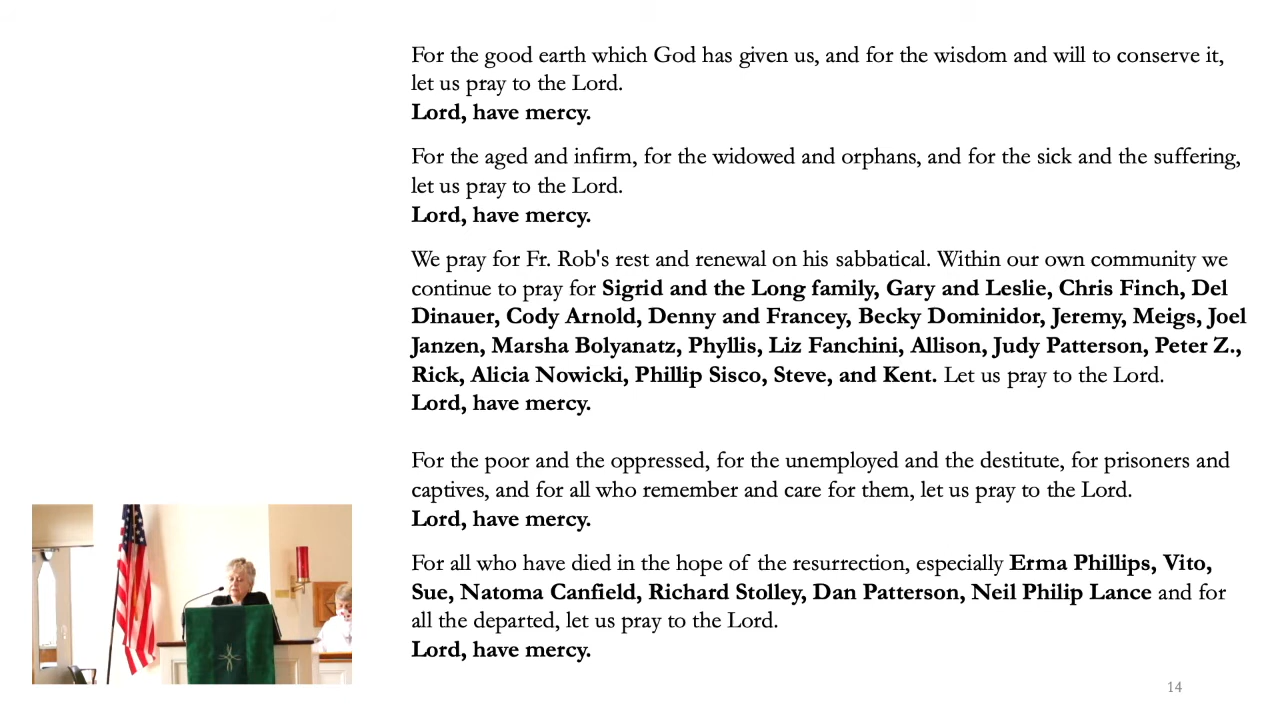 For the good earth which God has given us, and for the wisdom and will to conserve it,
let us pray to the Lord.
Lord, have mercy.
For the aged and infirm, for the widowed and orphans, and for the sick and the suffering,
let us pray to the Lord.
Lord, have mercy.
We pray for Fr. Rob's rest and renewal on his sabbatical. Within our own community we
continue to pray for Sigrid and the Long family, Gary and Leslie, Chris Finch, Del
Dinauer, Cody Arnold, Denny and Francey, Becky Dominidor, Jeremy, Meigs, Joel
Janzen, Marsha Bolyanatz, Phyllis, Liz Fanchini, Allison, Judy Patterson, Peter Z.,
Rick, Alicia Nowicki, Phillip Sisco, Steve, and Kent. Let us pray to the Lord.
Lord, have mercy.
For the poor and the oppressed, for the unemployed and the destitute, for prisoners and
captives, and for all who remember and care for them, let us pray to the Lord.
Lord, have mercy.
For all who have died in the hope of the resurrection, especially Erma Phillips, Vito,
Sue, Natoma Canfield, Richard Stolley, Dan Patterson, Neil Philip Lance and for
all the departed, let us pray to the Lord.
Lord, have mercy.
14